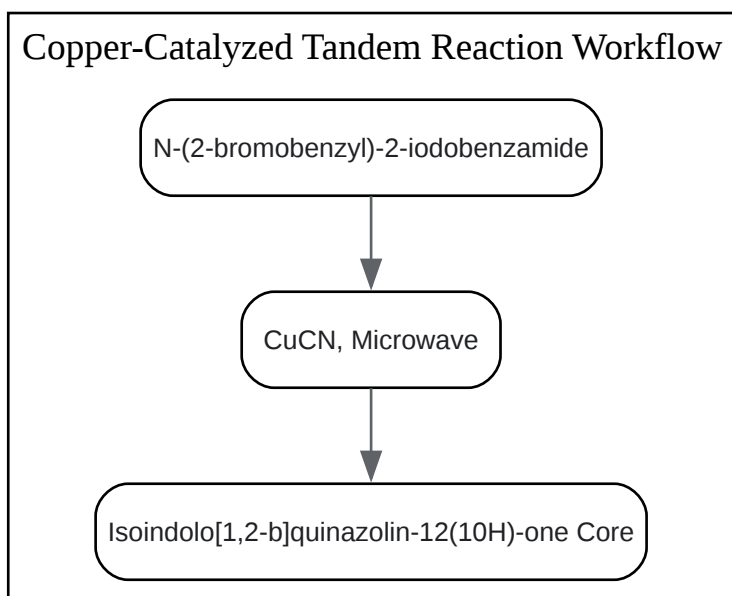 Copper-Catalyzed Tandem Reaction Workflow
N-(2-bromobenzyl)-2-iodobenzamide
CuCN, Microwave
Isoindolo[1,2-b]quinazolin-12(10H)-one Core